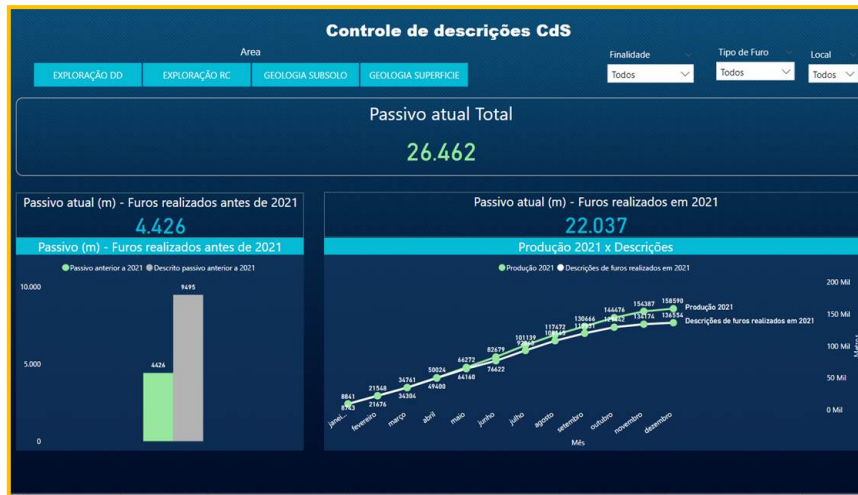 Controle de descrições CdS
Area
Finalidade
Tipo de Furo
Local
EXPLORAÇÃO DD
EXPLORAÇÃO RC
GEOLOGIA SUBSOLO
GEOLOGIA SUPERFICIE
Todos
Todos
Todos
Passivo atual Total
26.462
Passivo atual (m) - Furos realizados antes de 2021
4.426
Passivo (m) - Furos realizados antes de 2021
Passivo anterior a 2021
Descrito passivo anterior a 2021
10.000
5.000
0
4426
9495
Passivo atual (m) - Furos realizados em 2021
22.037
Produção 2021 x Descrições
Produção 2021
Descrições de furos realizados em 2021
8841
21548
34761
50024
66272
82679
101139
117472
130666
144476
154387
158590
8743
21676
34304
49400
64160
76622
134174
136554
Produção 2021
Descrições de furos realizados em 2021
200 Mil
150 Mil
100 Mil
50 Mil
0 Mil
janei...
fevereiro
março
abril
maio
junho
julho
agosto
setembro
outubro
novembro
dezembro
Mês